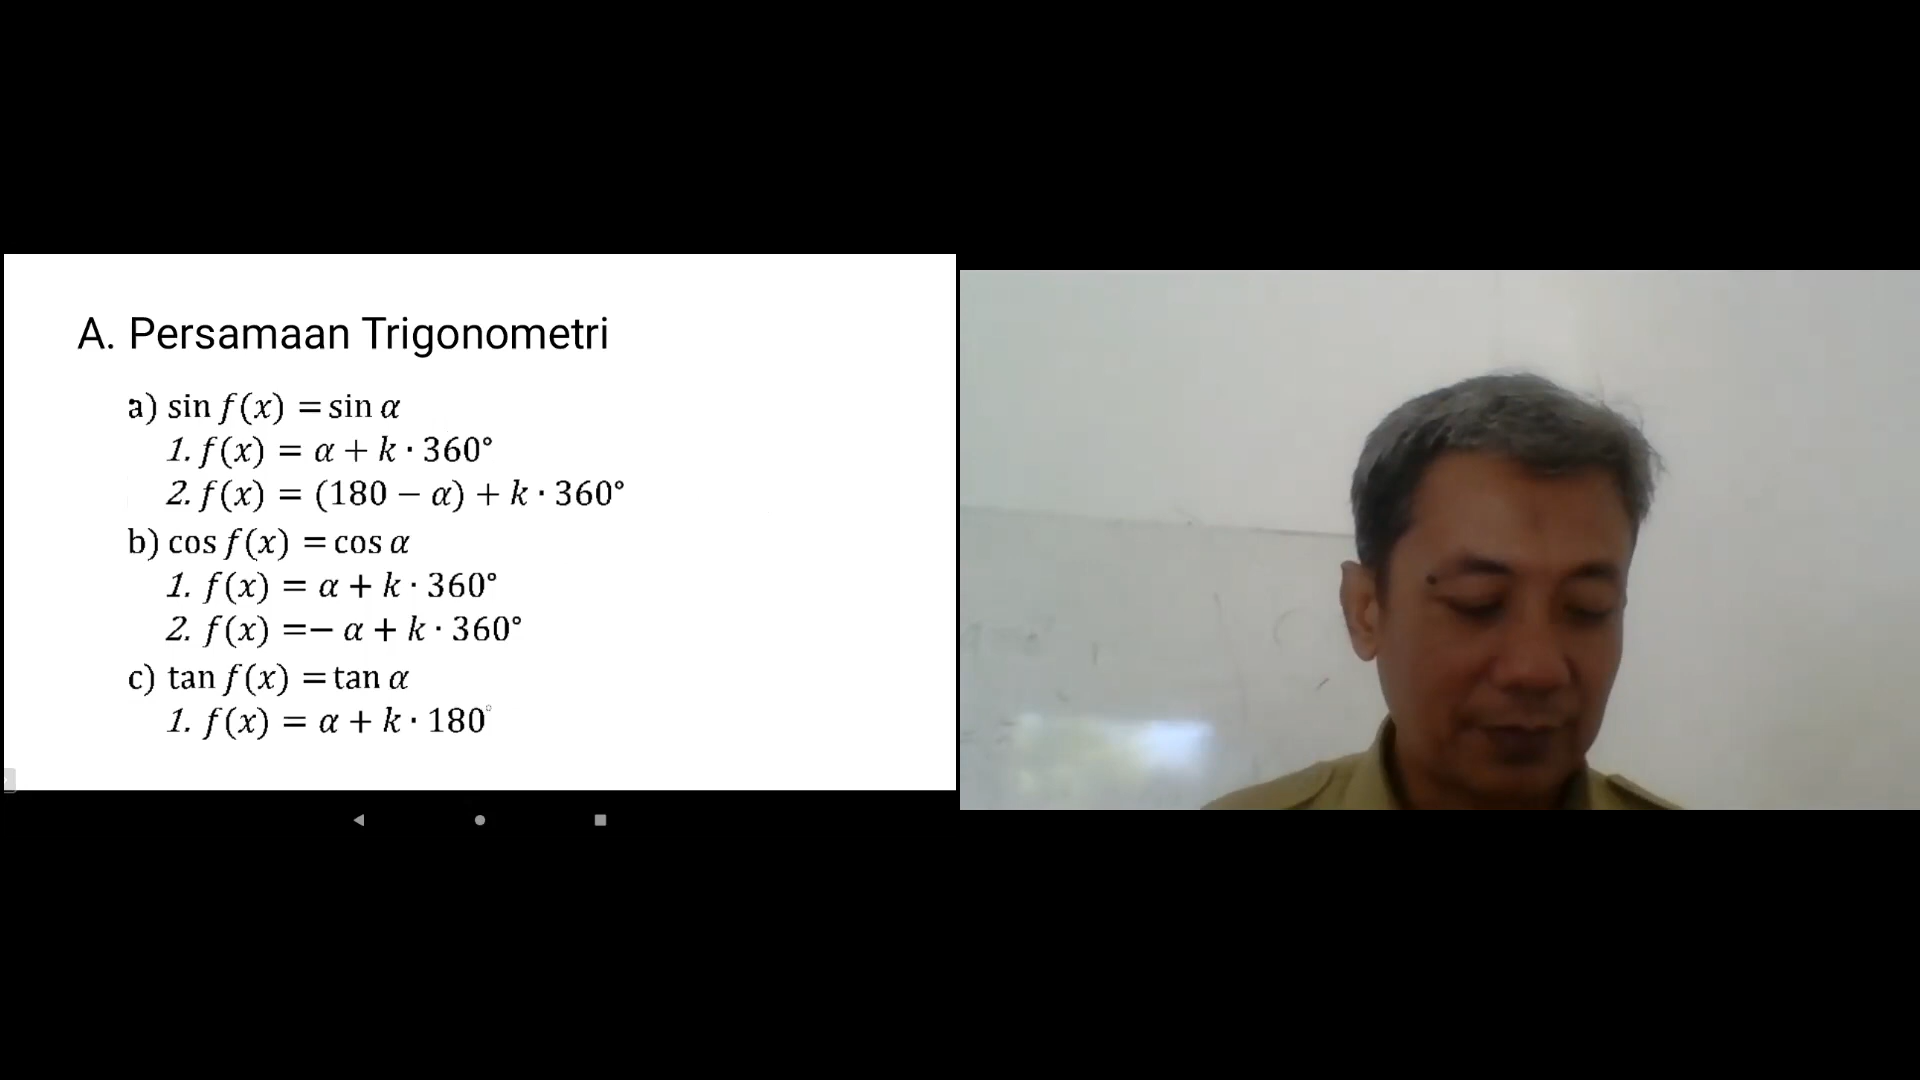 A. Persamaan Trigonometri
a) sin f(x) = sin α
1. f(x) = α + k · 360°
2. f(x) = (180 − α) + k · 360°
b) cos f(x) = cos α
1. f(x) = α + k · 360°
2. f(x) =− α + k · 360°
c) tan f(x) = tan α
1. f(x) = α + k · 180°